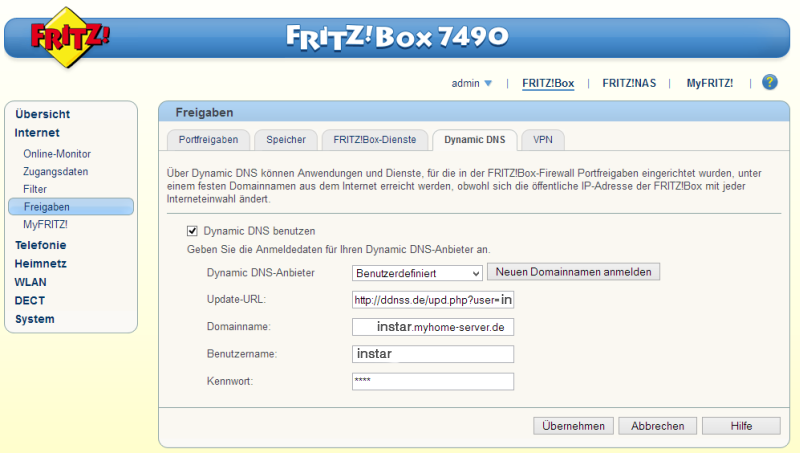 FRITZ!
FRITZ!Box 7490
admin
FRITZ!Box
FRITZ!NAS
MyFRITZ!
?
Übersicht
Internet
Online-Monitor
Zugangsdaten
Filter
Freigaben
MyFRITZ!
Telefonie
Heimnetz
WLAN
DECT
System
Freigaben
Portfreigaben
Speicher
FRITZ!Box-Dienste
Dynamic DNS
VPN
Über Dynamic DNS können Anwendungen und Dienste, für die in der FRITZ!Box-Firewall Portfreigaben eingerichtet wurden, unter
einem festen Domainnamen aus dem Internet erreicht werden, obwohl sich die öffentliche IP-Adresse der FRITZ!Box mit jeder
Interneteinwahl ändert.
Dynamic DNS benutzen
Geben Sie die Anmeldedaten für Ihren Dynamic DNS-Anbieter an.
Dynamic DNS-Anbieter
Benutzerdefiniert
Neuen Domainnamen anmelden
Update-URL:
http://ddnss.de/upd.php?user=in
Domainname:
instar.myhome-server.de
Benutzername:
instar
Kennwort:
****
Übernehmen
Abbrechen
Hilfe